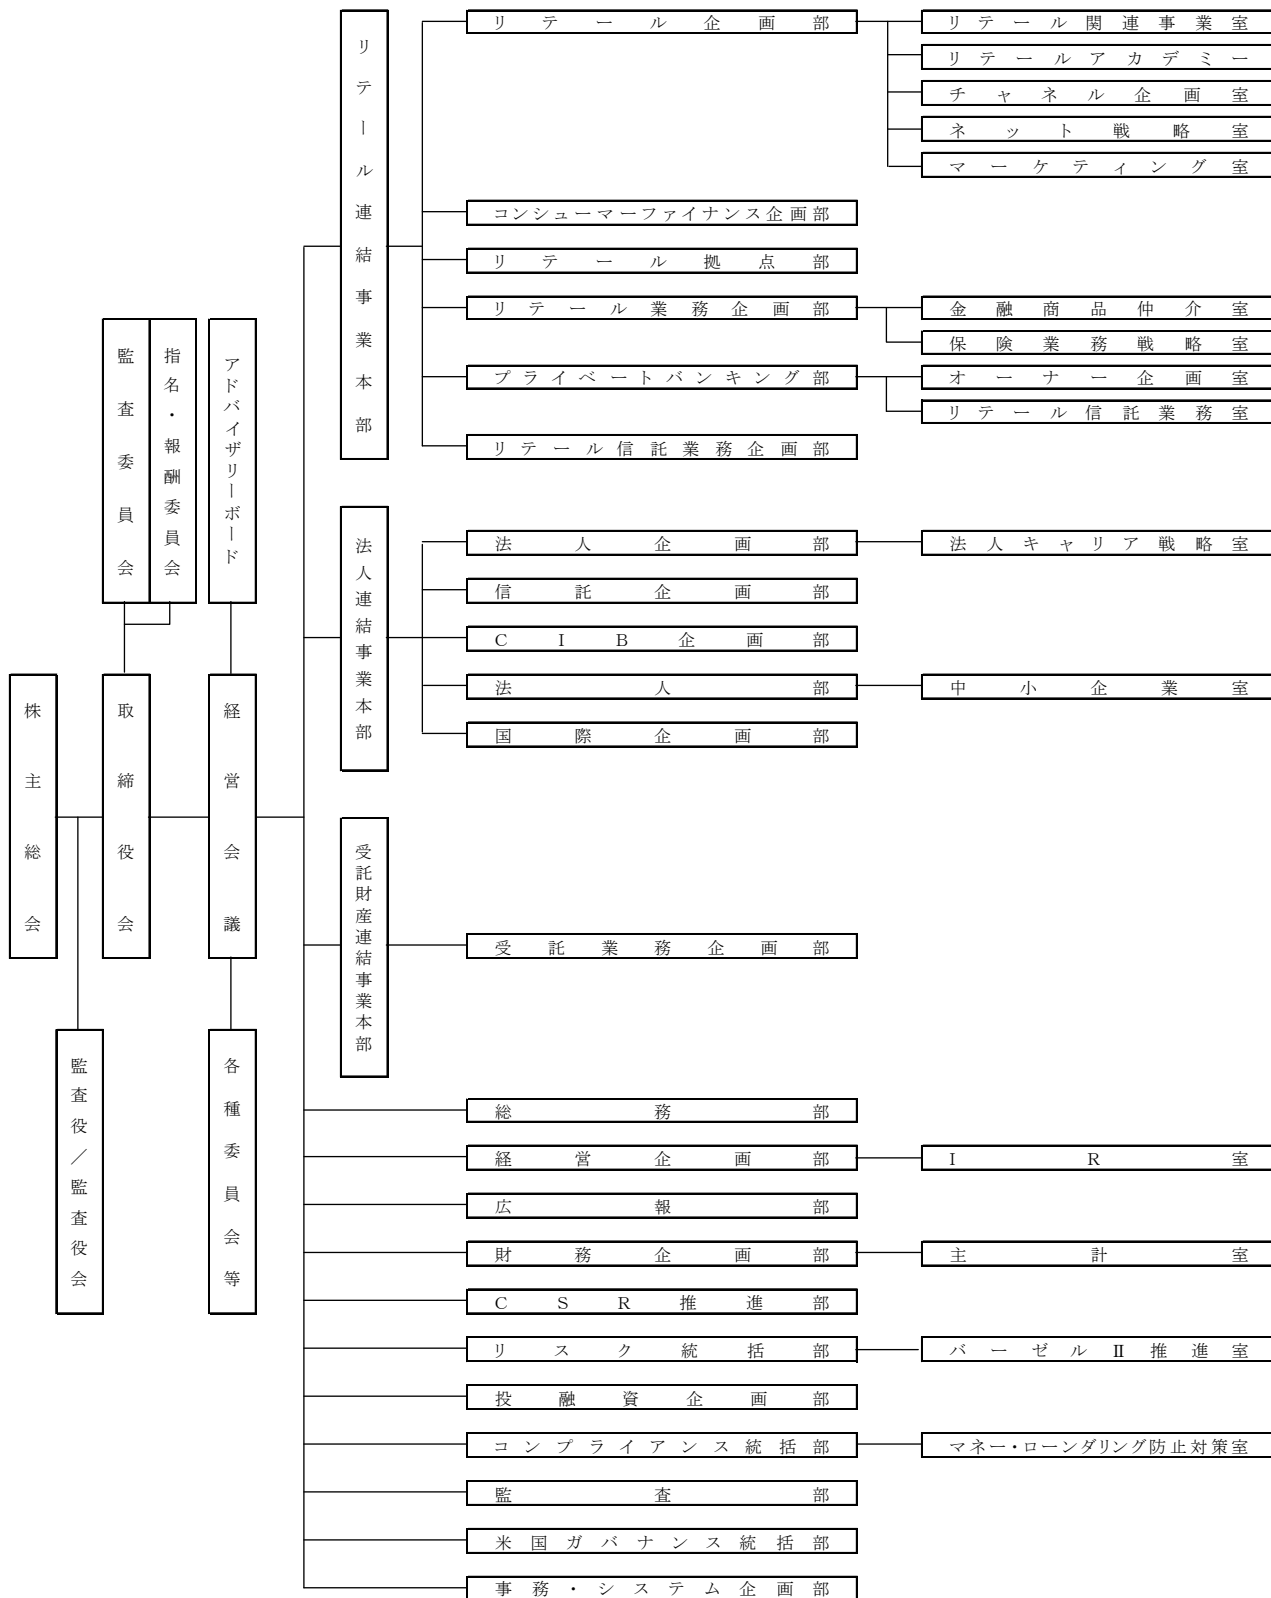 株主総会
監査役／監査役会
取締役会
監査委員会
指名・報酬委員会
経営会議
アドバイザリーボード
各種委員会等
リテール連結事業本部
リテール企画部
リテール関連事業室
リテールアカデミー
チャネル企画室
ネット戦略室
マーケティング室
コンシューマーファイナンス企画部
リテール拠点部
リテール業務企画部
金融商品仲介室
保険業務戦略室
プライベートバンキング部
オーナー企画室
リテール信託業務室
リテール信託業務企画部
法人連結事業本部
法人企画部
法人キャリア戦略室
信託企画部
CIB企画部
法人部
中小企業室
国際企画部
受託財産連結事業本部
受託業務企画部
総務部
経営企画部
IR室
広報部
財務企画部
主計室
CSR推進部
リスク統括部
バーゼルⅡ推進室
投融資企画部
コンプライアンス統括部
マネー・ローンダリング防止対策室
監査部
米国ガバナンス統括部
事務・システム企画部